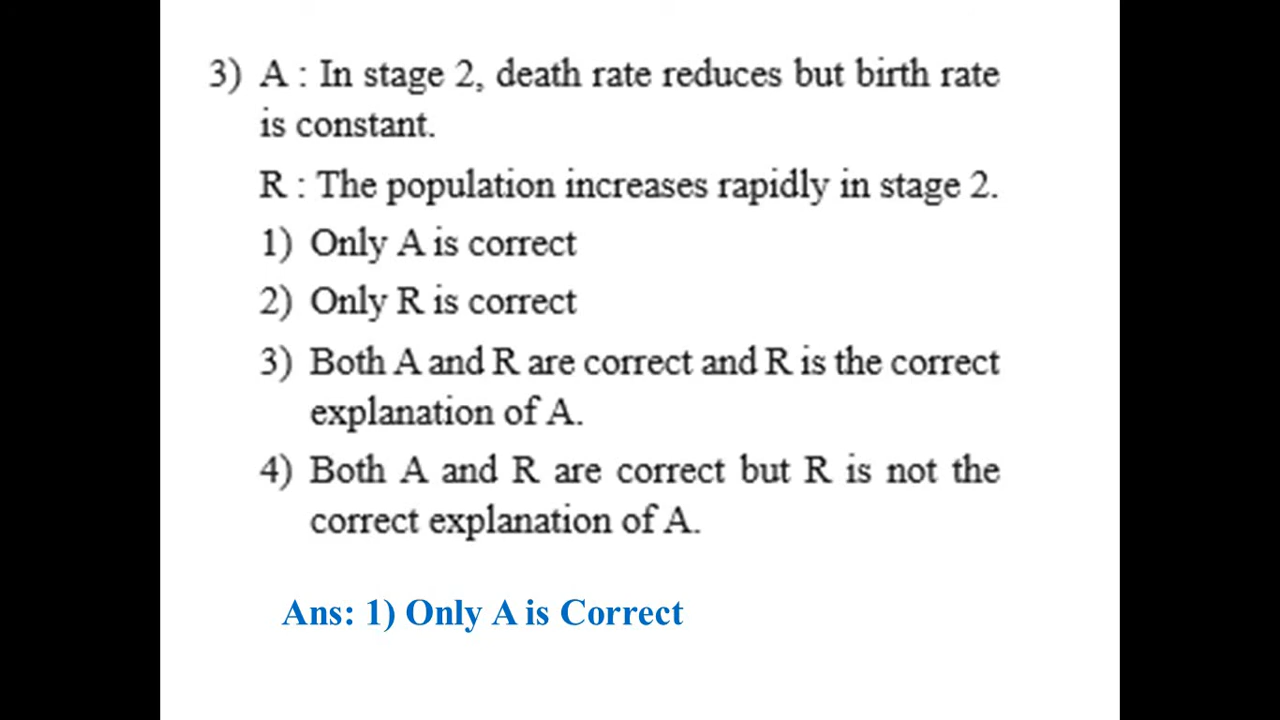 3) A : In stage 2, death rate reduces but birth rate
is constant.
R : The population increases rapidly in stage 2.
1) Only A is correct
2) Only R is correct
3) Both A and R are correct and R is the correct
explanation of A.
4) Both A and R are correct but R is not the
correct explanation of A.
Ans: 1) Only A is Correct